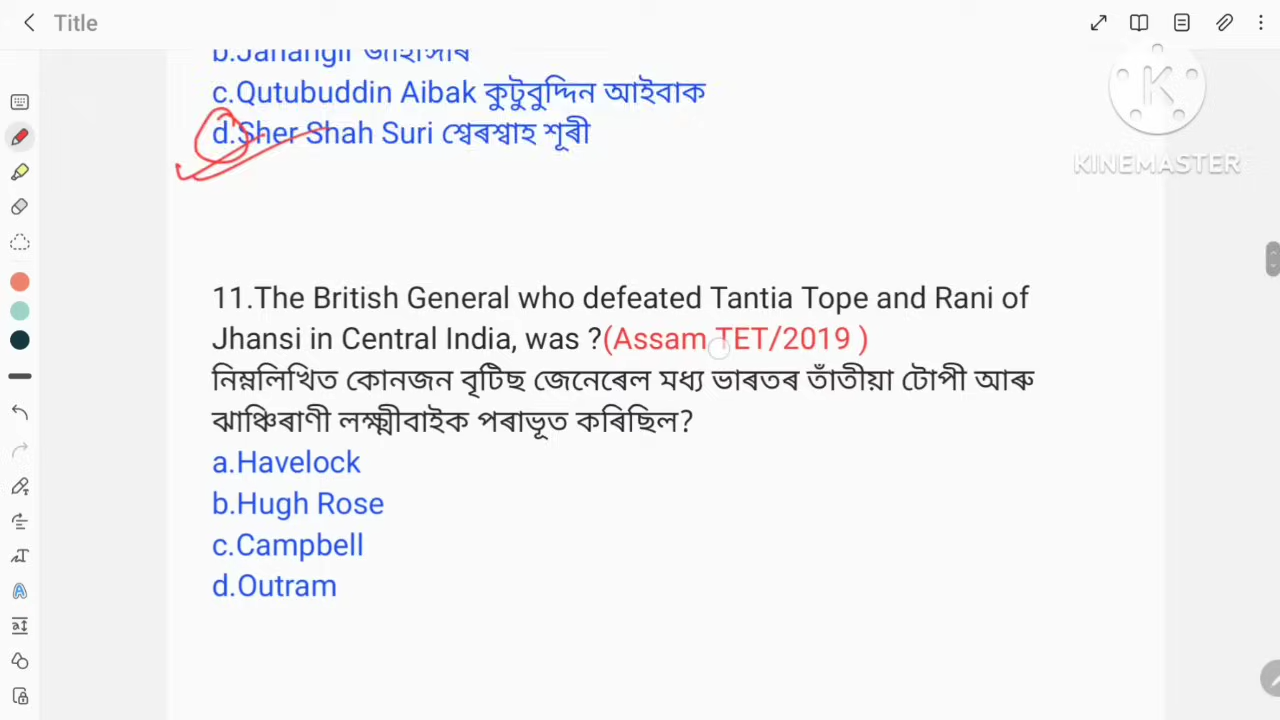 Title
b.Jahangir জাহাঙ্গীৰ
c.Qutubuddin Aibak কুটুবুদ্দিন আইবাক
d.Sher Shah Suri শ্বেৰশ্বাহ শূৰী
K
KINEMASTER
11.The British General who defeated Tantia Tope and Rani of
Jhansi in Central India, was ?(Assam TET/2019 )
নিম্নলিখিত কোনজন বৃটিছ জেনেৰেল মধ্য ভাৰতৰ তাঁতীয়া টোপী আৰু
ঝাঞ্চিৰাণী লক্ষ্মীবাইক পৰাভূত কৰিছিল?
a.Havelock
b.Hugh Rose
c.Campbell
d.Outram